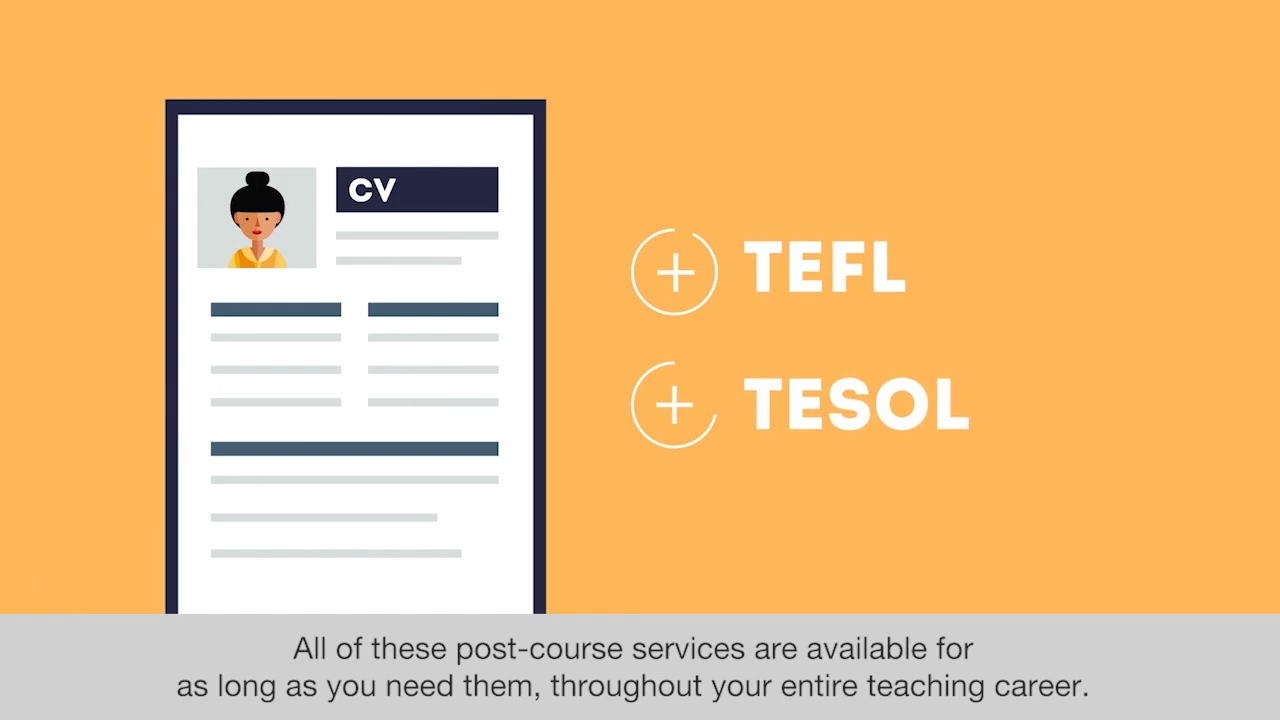 CV
TEFL
TESOL
All of these post-course services are available for
as long as you need them, throughout your entire teaching career.